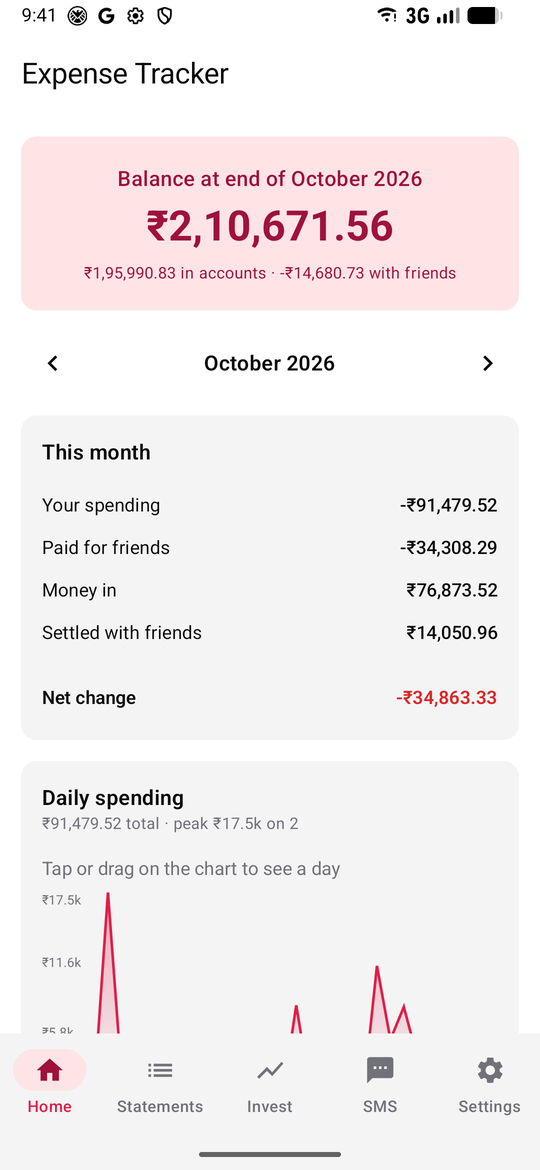 9:41
3G
Expense Tracker
Balance at end of October 2026
₹2,10,671.56
₹1,95,990.83 in accounts · -₹14,680.73 with friends
October 2026
This month
Your spending -₹91,479.52
Paid for friends -₹34,308.29
Money in ₹76,873.52
Settled with friends ₹14,050.96
Net change -₹34,863.33
Daily spending
₹91,479.52 total · peak ₹17.5k on 2
Tap or drag on the chart to see a day
₹17.5k
₹11.6k
₹5.8k
Home Statements Invest SMS Settings